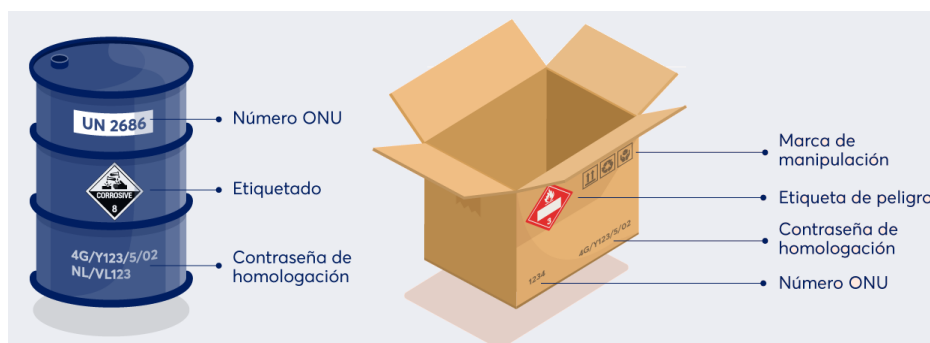 UN 2686
Número ONU
CORROSIVE
8
Etiquetado
4G/Y123/5/02
NL/VL123
Contraseña de
homologación
Marca de
manipulación
Etiqueta de peligro
4G/Y123/5/02
Contraseña de
homologación
1234
Número ONU